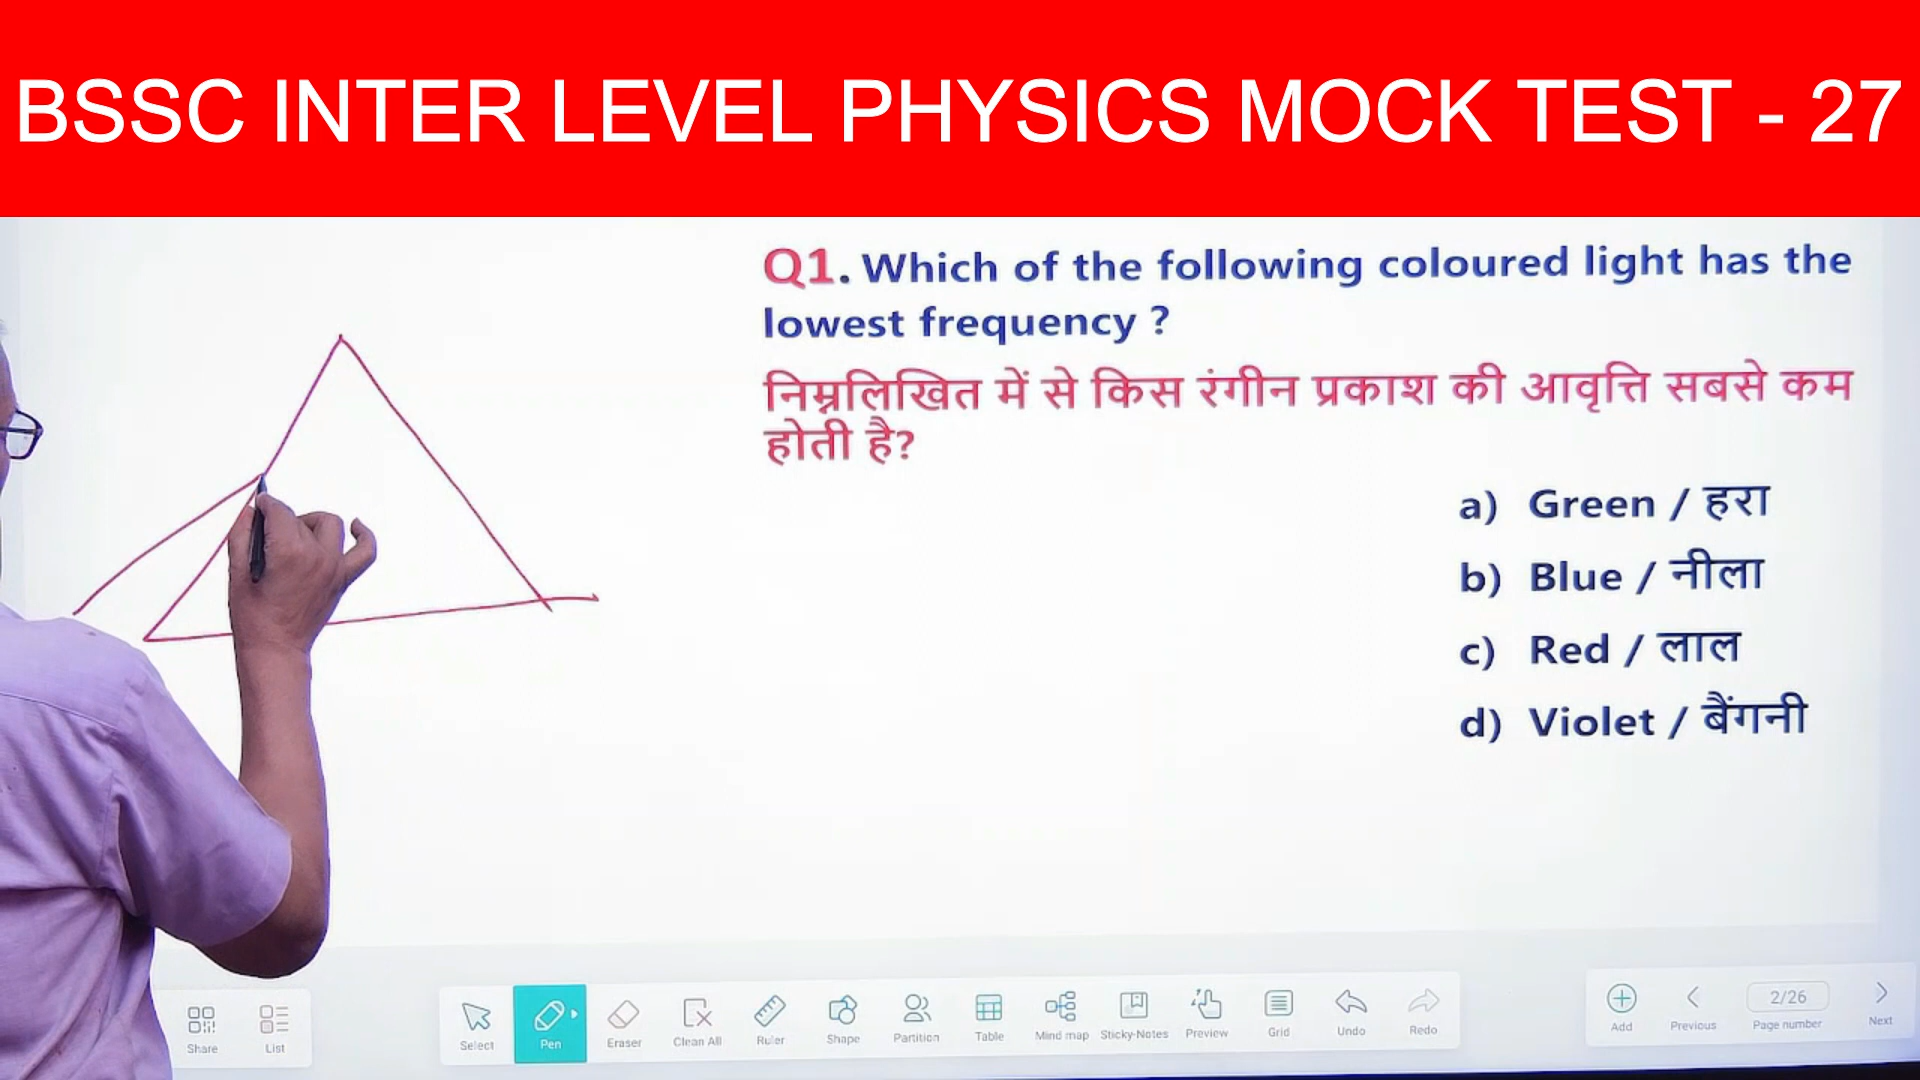 BSSC INTER LEVEL PHYSICS MOCK TEST - 27
Q1. Which of the following coloured light has the
lowest frequency ?
निम्नलिखित में से किस रंगीन प्रकाश की आवृत्ति सबसे कम
होती है?
a) Green / हरा
b) Blue / नीला
c) Red / लाल
d) Violet / बैंगनी
Share List Select Pen Eraser Clean All Ruler Shape Partition Table Mind map Sticky-Notes Preview Grid Undo Redo Add Previous 2/26 Page number Next